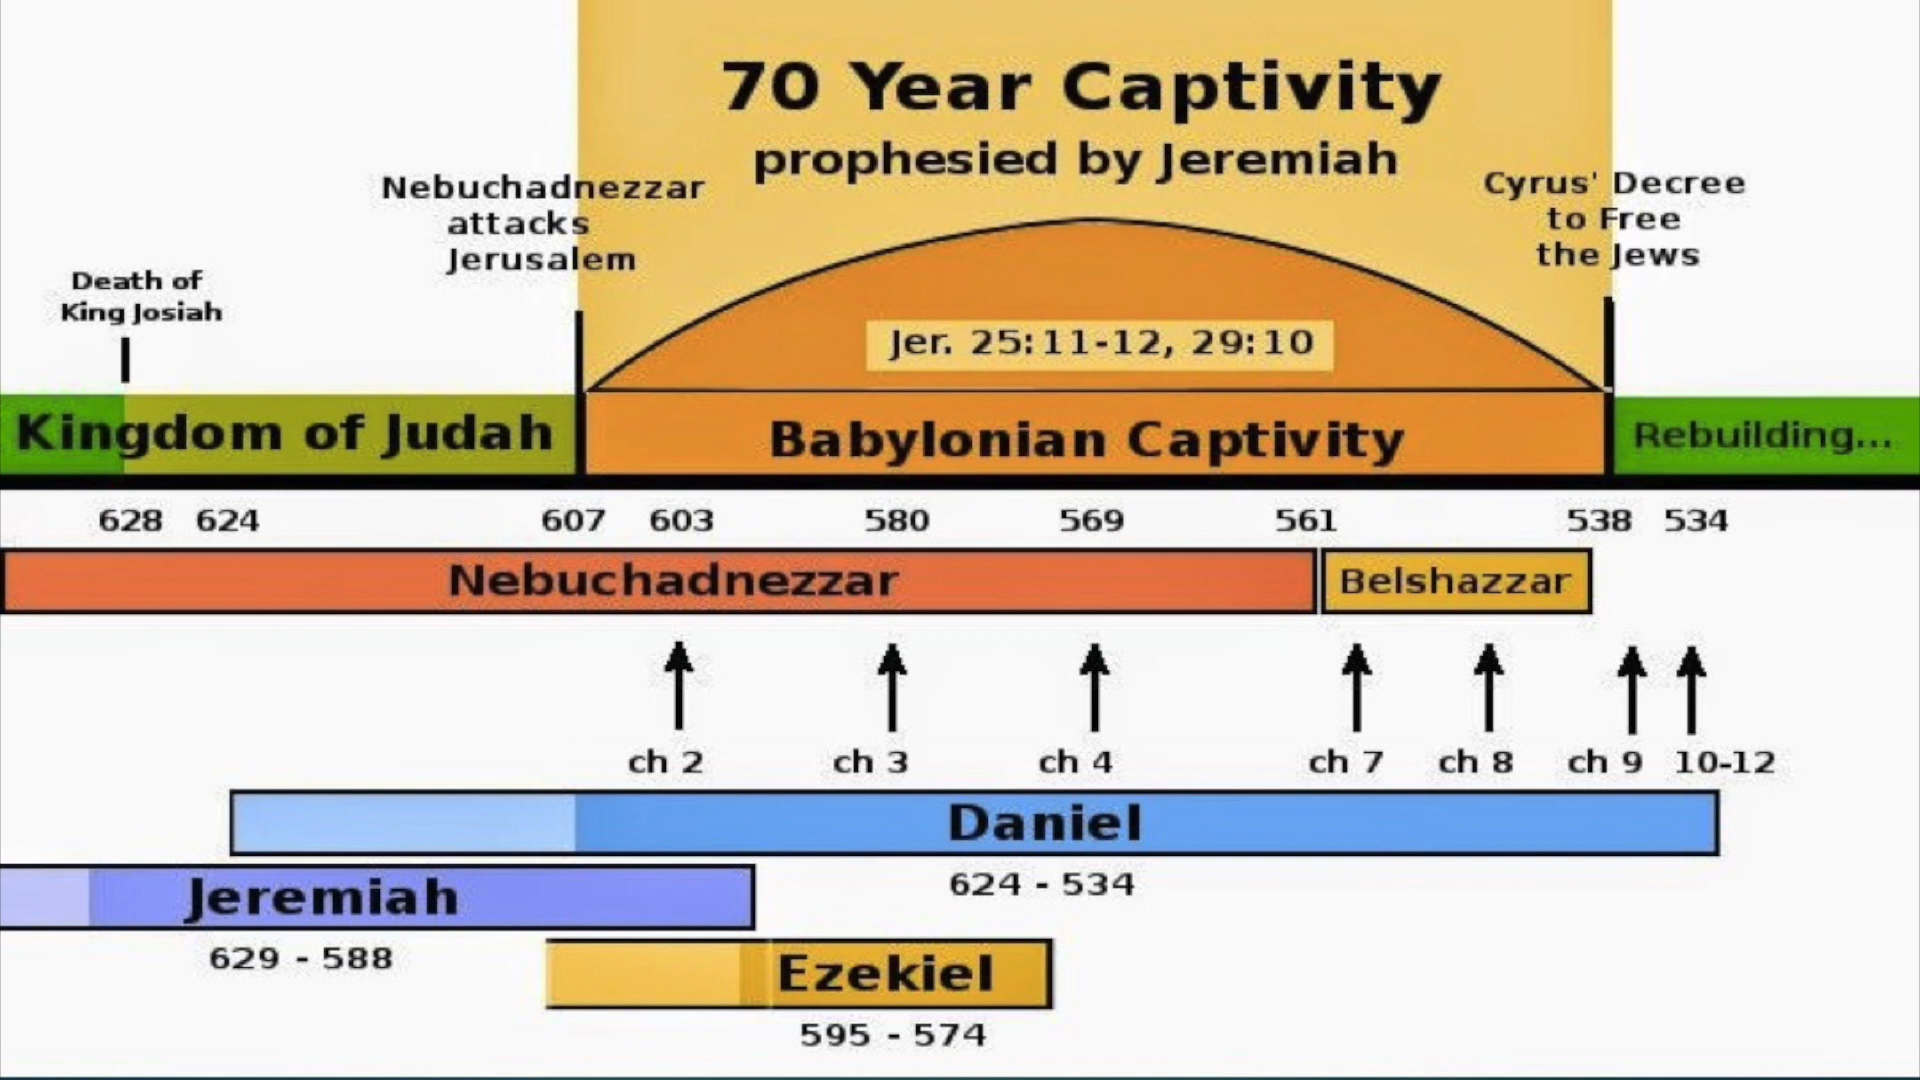 70 Year Captivity
prophesied by Jeremiah
Nebuchadnezzar
attacks
Jerusalem
Cyrus' Decree
to Free
the Jews
Death of
King Josiah
Jer. 25:11-12, 29:10
Kingdom of Judah
Babylonian Captivity
Rebuilding...
628 624 607 603 580 569 561 538 534
Nebuchadnezzar
Belshazzar
ch 2 ch 3 ch 4 ch 7 ch 8 ch 9 10-12
Daniel
624 - 534
Jeremiah
629 - 588
Ezekiel
595 - 574